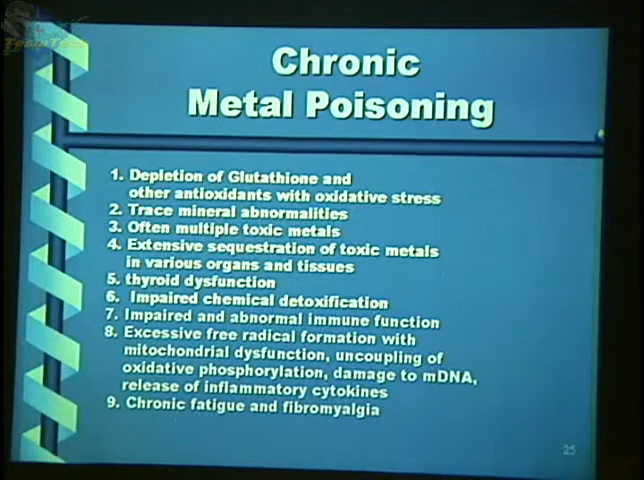 Chronic
Metal Poisoning
1. Depletion of Glutathione and
other antioxidants with oxidative stress
2. Trace mineral abnormalities
3. Often multiple toxic metals
4. Extensive sequestration of toxic metals
in various organs and tissues
5. thyroid dysfunction
6. Impaired chemical detoxification
7. Impaired and abnormal immune function
8. Excessive free radical formation with
mitochondrial dysfunction, uncoupling of
oxidative phosphorylation, damage to mDNA,
release of inflammatory cytokines
9. Chronic fatigue and fibromyalgia
25